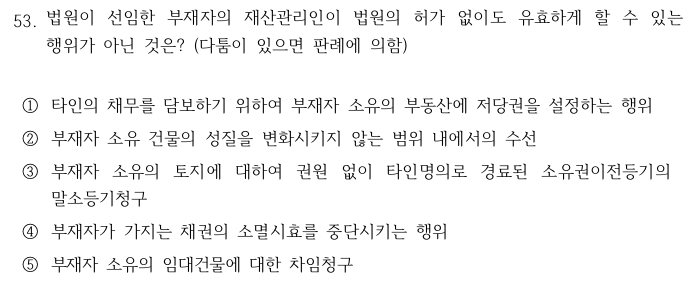 53. 법원이 선임한 부재자의 재산관리인이 법원의 허가 없이도 유효하게 할 수 있는
행위가 아닌 것은? (다툼이 있으면 판례에 의함)
① 타인의 채무를 담보하기 위하여 부재자 소유의 부동산에 저당권을 설정하는 행위
② 부재자 소유 건물의 성질을 변화시키지 않는 범위 내에서의 수선
③ 부재자 소유의 토지에 대하여 권원 없이 타인명의로 경료된 소유권이전등기의
말소등기청구
④ 부재자가 가지는 채권의 소멸시효를 중단시키는 행위
⑤ 부재자 소유의 임대건물에 대한 차임청구